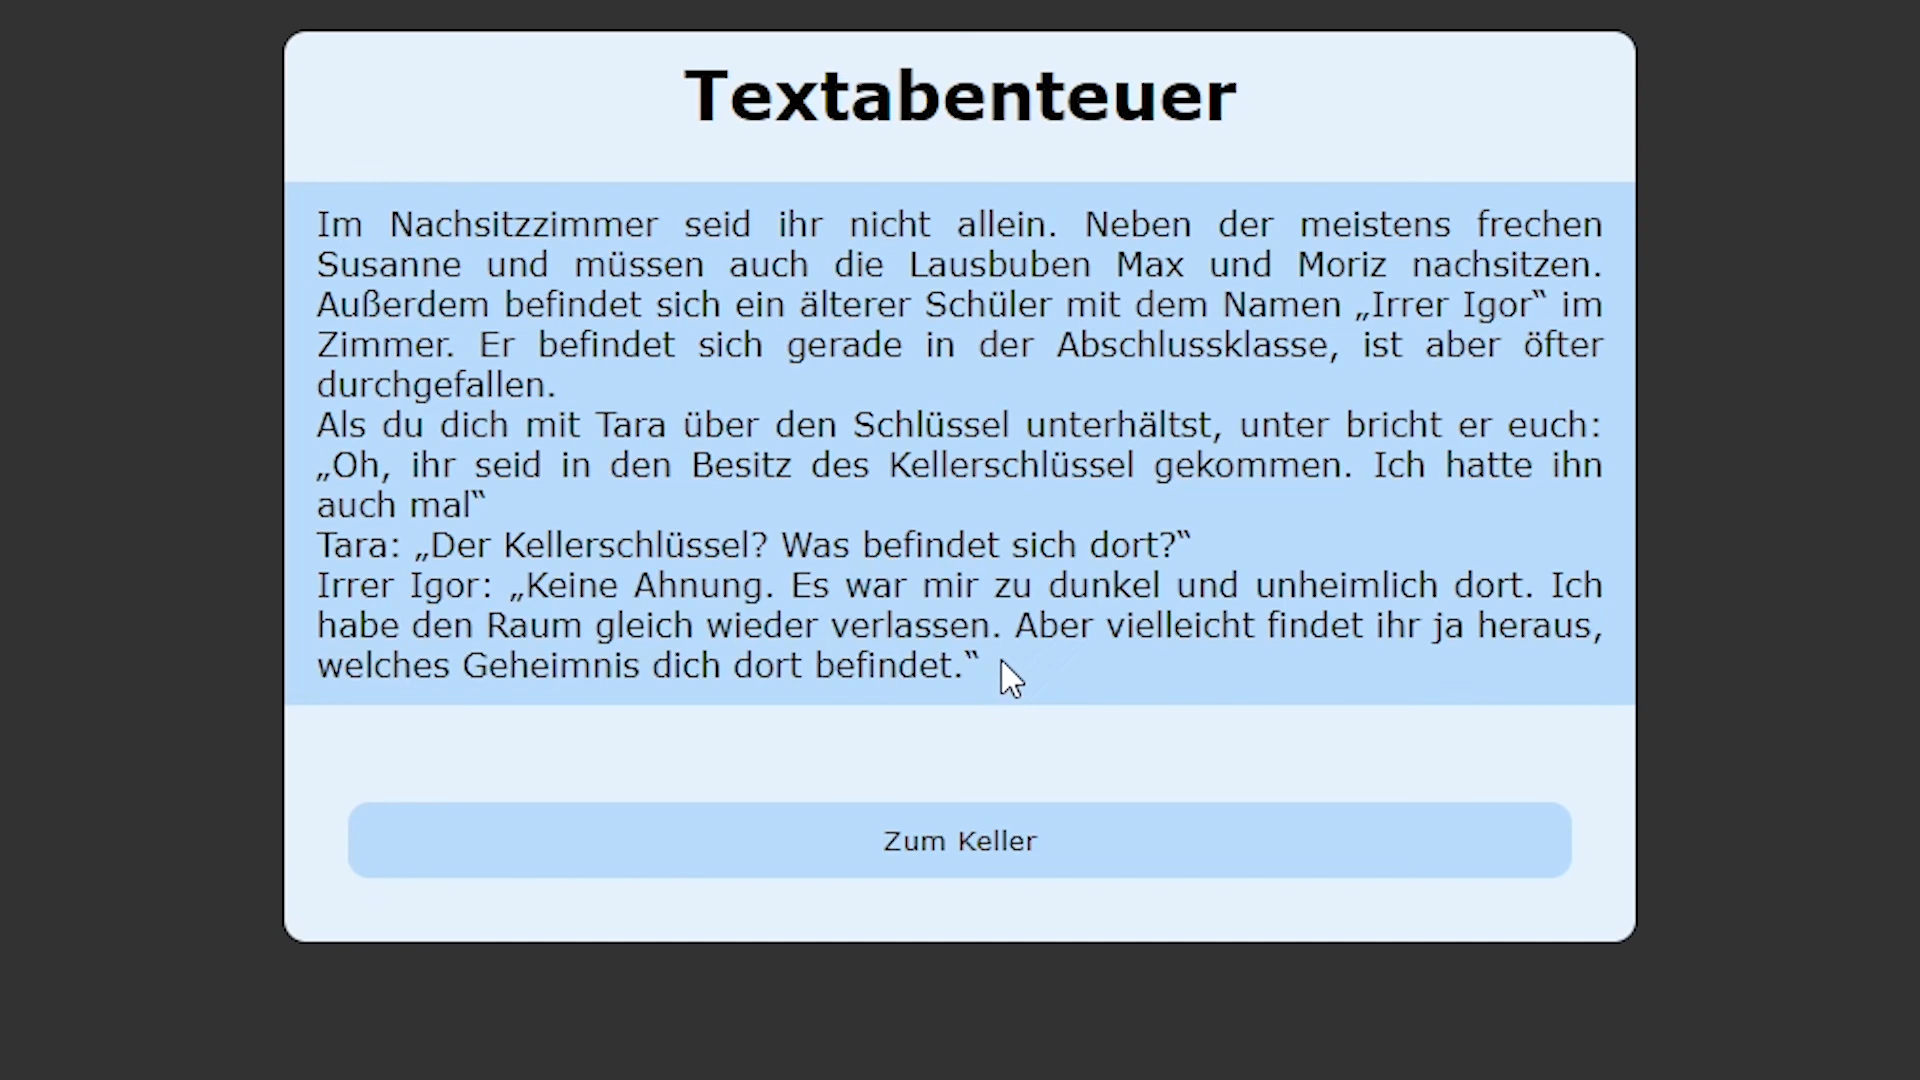 Textabenteuer
Im Nachsitzzimmer seid ihr nicht allein. Neben der meistens frechen
Susanne und müssen auch die Lausbuben Max und Moriz nachsitzen.
Außerdem befindet sich ein älterer Schüler mit dem Namen „Irrer Igor“ im
Zimmer. Er befindet sich gerade in der Abschlussklasse, ist aber öfter
durchgefallen.
Als du dich mit Tara über den Schlüssel unterhältst, unter bricht er euch:
„Oh, ihr seid in den Besitz des Kellerschlüssel gekommen. Ich hatte ihn
auch mal“
Tara: „Der Kellerschlüssel? Was befindet sich dort?“
Irrer Igor: „Keine Ahnung. Es war mir zu dunkel und unheimlich dort. Ich
habe den Raum gleich wieder verlassen. Aber vielleicht findet ihr ja heraus,
welches Geheimnis dich dort befindet.“
Zum Keller